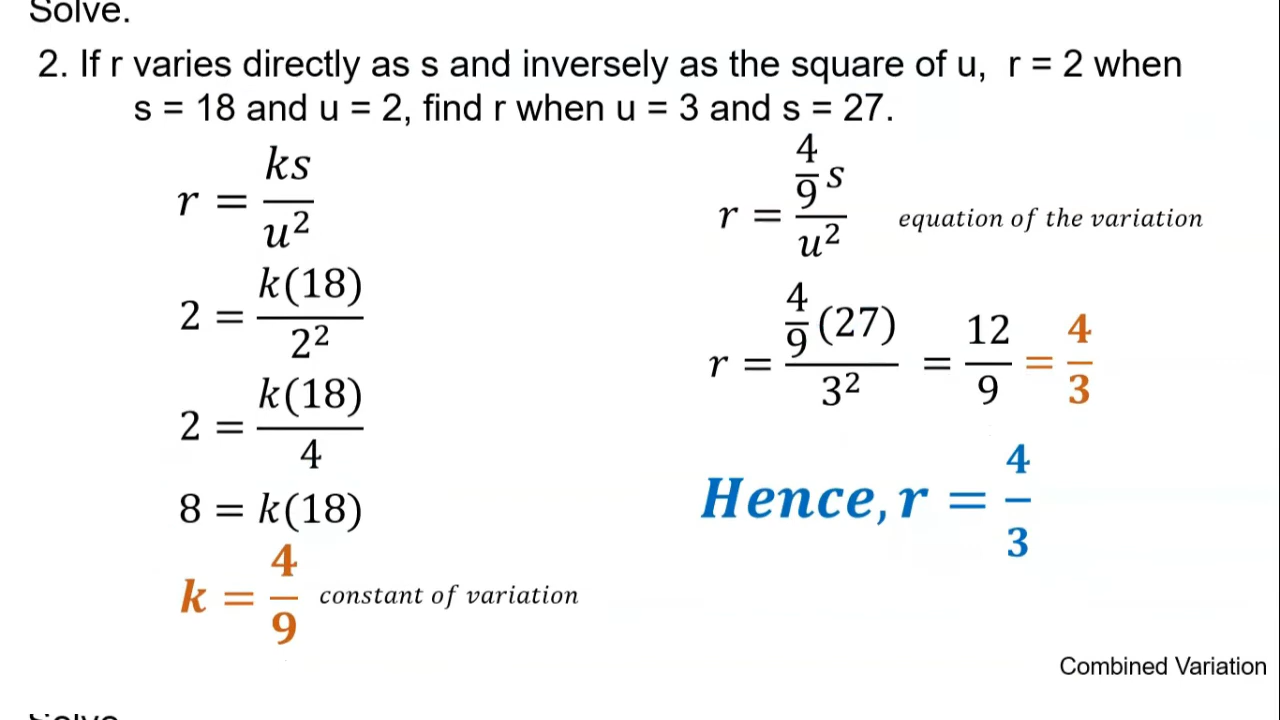 Solve.
2. If r varies directly as s and inversely as the square of u, r = 2 when
s = 18 and u = 2, find r when u = 3 and s = 27.
r = ks/u²
2 = k(18)/2²
2 = k(18)/4
8 = k(18)
k = 4/9 constant of variation
r = 4/9 s/u² equation of the variation
r = 4/9 (27)/3² = 12/9 = 4/3
Hence, r = 4/3
Combined Variation
Solve